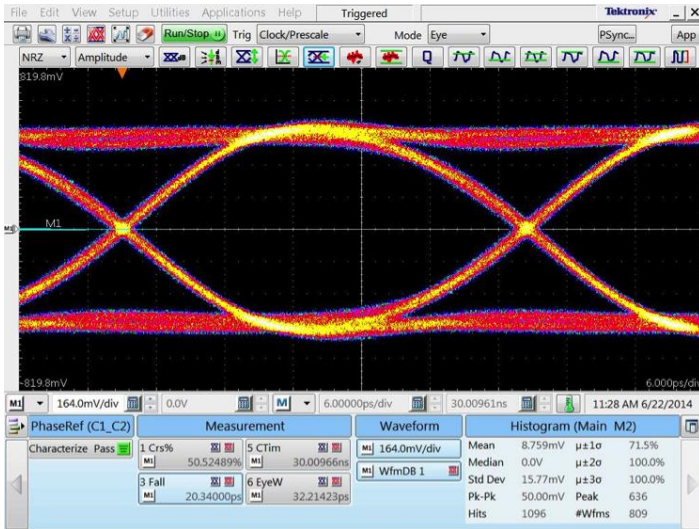 File Edit View Setup Utilities Applications Help Triggered Tektronix
Run/Stop Trig Clock/Prescale Mode Eye PSync... App
NRZ Amplitude Q
819.8mV
M1
M1
-819.8mV 6.000ps/div
M1 164.0mV/div 0.0V M 6.00000ps/div 30.00961ns 11:28 AM 6/22/2014
PhaseRef (C1_C2) Measurement Waveform Histogram (Main M2)
Characterize Pass 1 Crs% 5 CTim M1 164.0mV/div Mean 8.759mV μ±1σ 71.5%
M1 50.52489% M1 30.00966ns M1 WfmDB 1 Median 0.0V μ±2σ 100.0%
3 Fall 6 EyeW Std Dev 15.77mV μ±3σ 100.0%
M1 20.34000ps M1 32.21423ps Pk-Pk 50.00mV Peak 636
Hits 1096 #Wfms 809